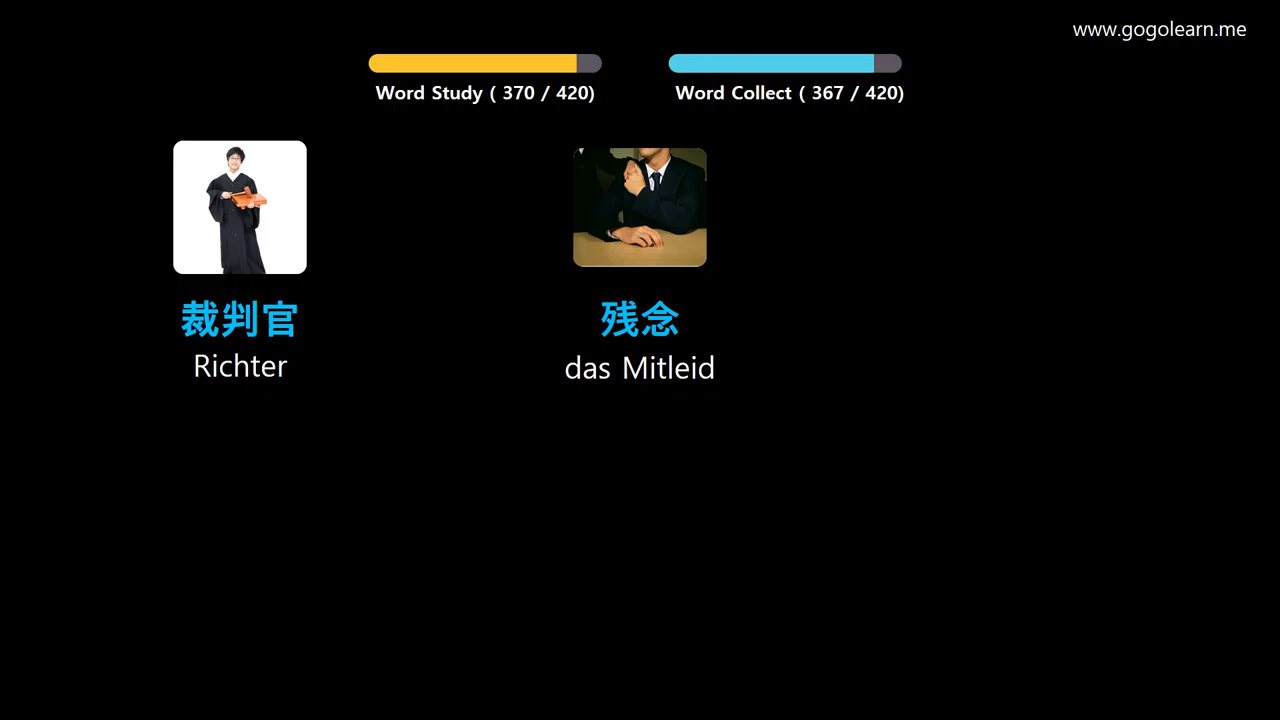 www.gogolearn.me
Word Study ( 370 / 420)
Word Collect ( 367 / 420)
裁判官
Richter
残念
das Mitleid